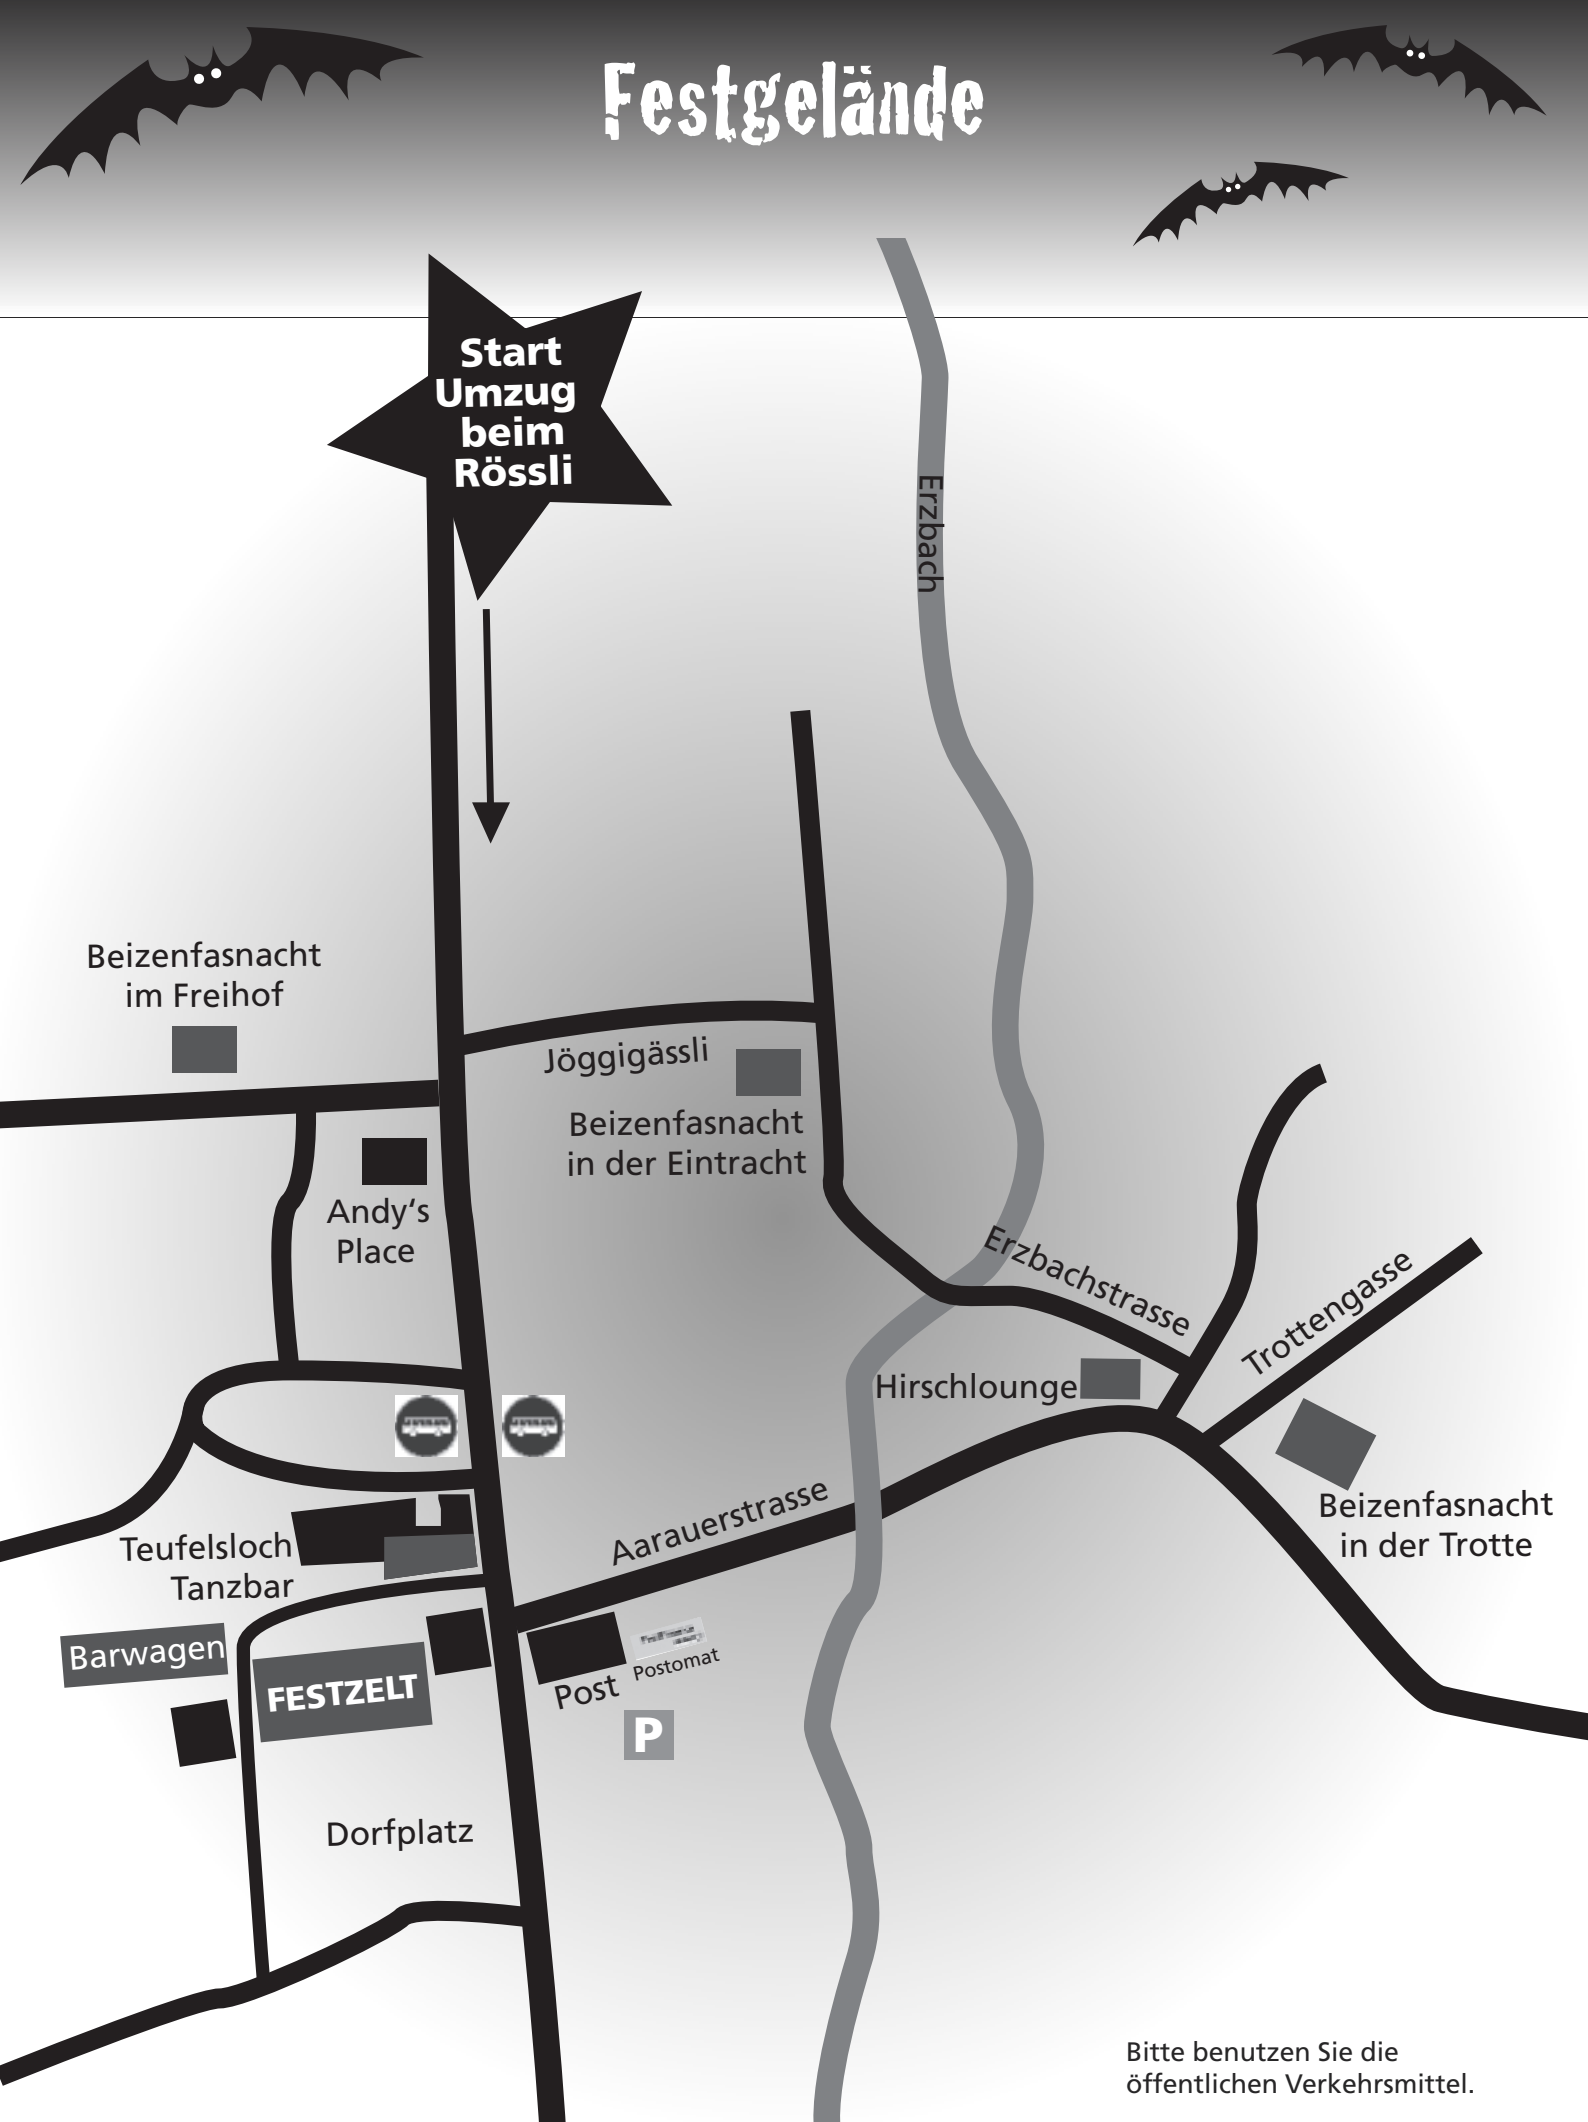 Festgelände
Start
Umzug
beim
Rössli
Erzbach
Beizenfasnacht
im Freihof
Jöggigässli
Beizenfasnacht
in der Eintracht
Andy‘s
Place
Erzbachstrasse
Trottengasse
Hirschlounge
Aarauerstrasse
Beizenfasnacht
in der Trotte
Teufelsloch
Tanzbar
Barwagen
FESTZELT
Post
Postomat
P
Dorfplatz
Bitte benutzen Sie die
öffentlichen Verkehrsmittel.